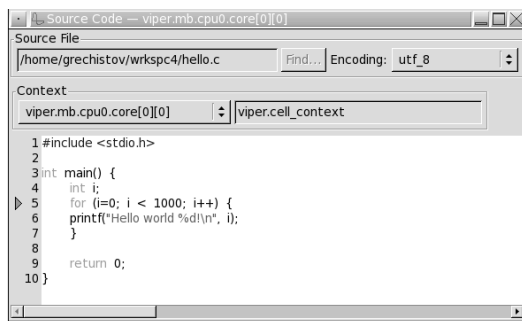 Source Code — viper.mb.cpu0.core[0][0]
Source File
/home/grechistov/wrkspc4/hello.c Find... Encoding: utf_8
Context
viper.mb.cpu0.core[0][0] viper.cell_context
1 #include <stdio.h>
2
3 int main() {
4 int i;
5 for (i=0; i < 1000; i++) {
6 printf("Hello world %d!\n", i);
7 }
8
9 return 0;
10 }